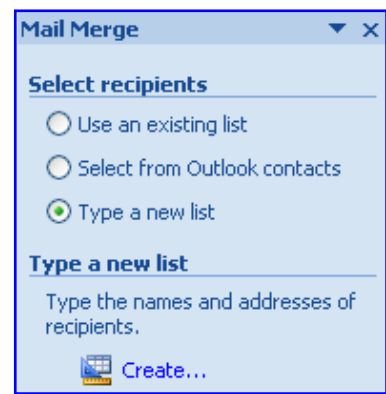 Mail Merge
Select recipients
Use an existing list
Select from Outlook contacts
Type a new list
Type a new list
Type the names and addresses of
recipients.
Create...